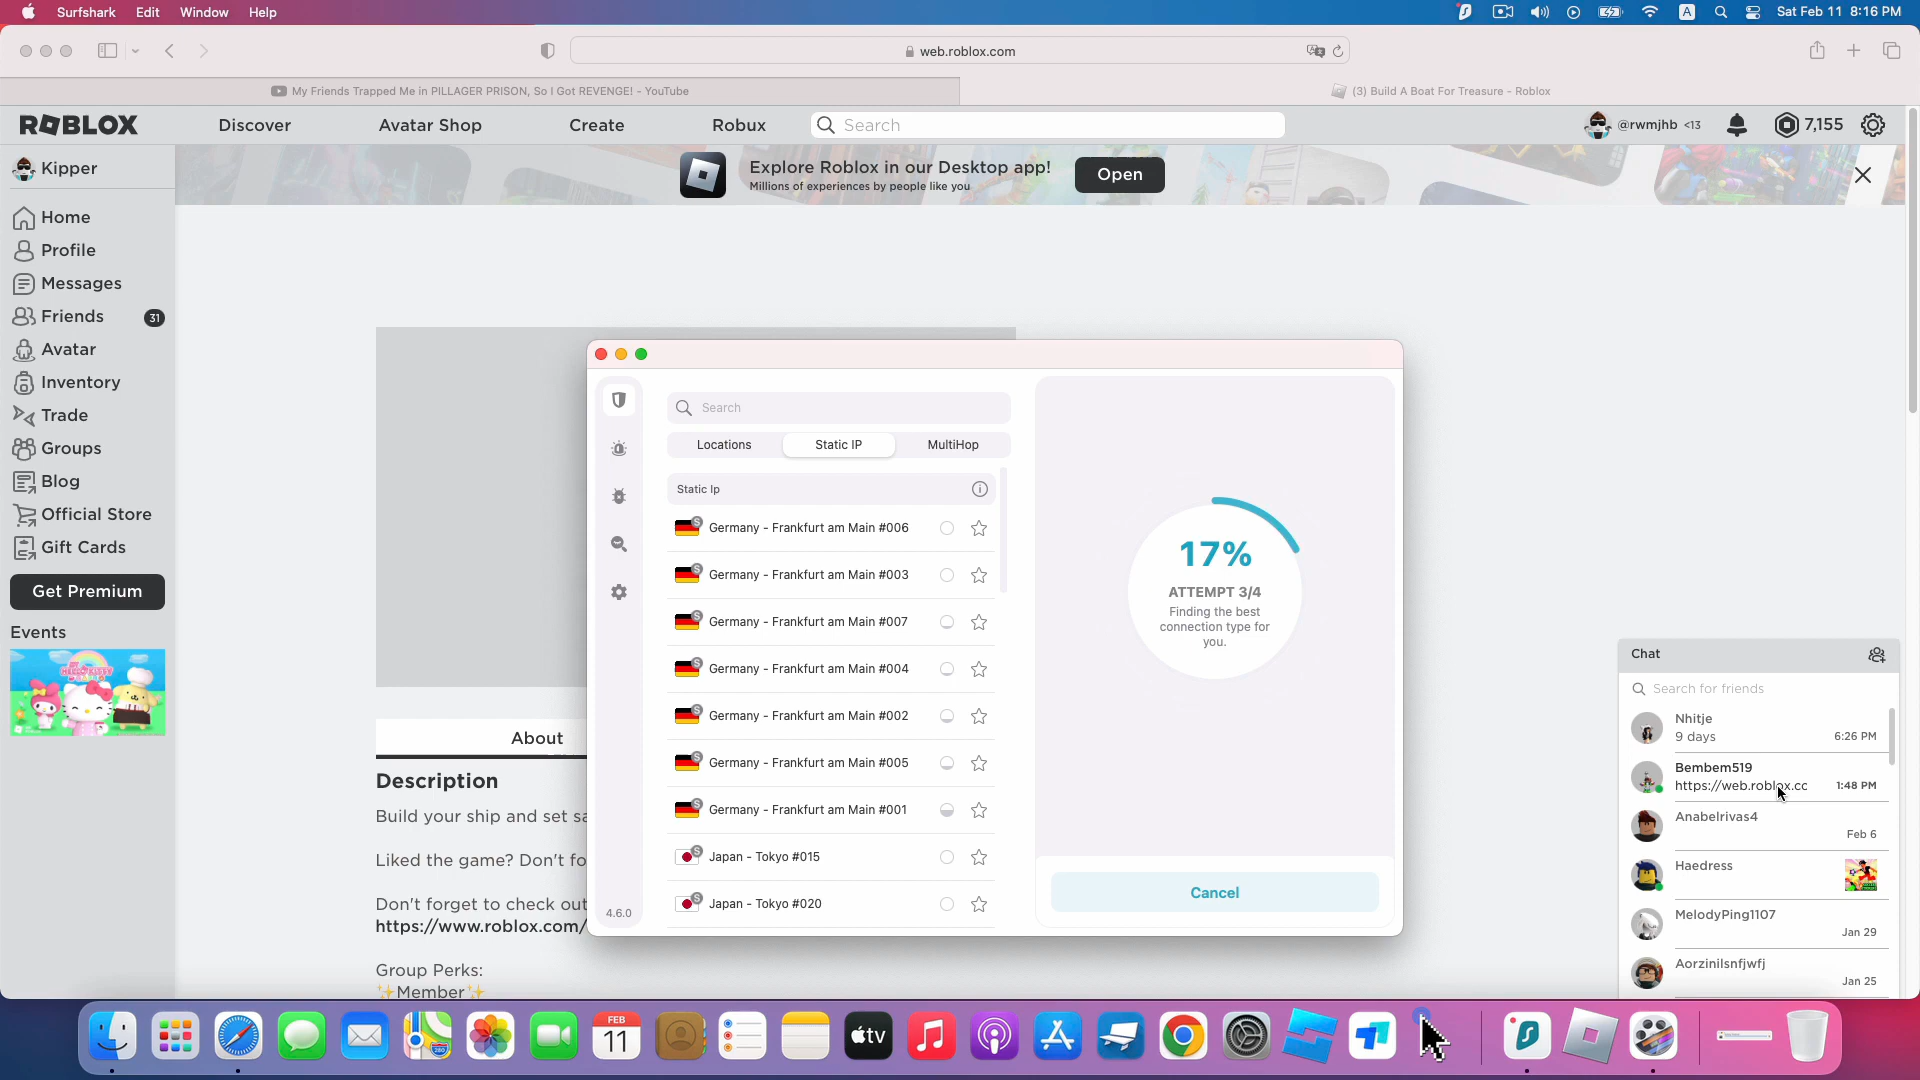 Surfshark Edit Window Help
A Sat Feb 11 8:16 PM
web.roblox.com
My Friends Trapped Me in PILLAGER PRISON, So I Got REVENGE! - YouTube
(3) Build A Boat For Treasure - Roblox
ROBLOX Discover Avatar Shop Create Robux Search @rwmjhb <13 7,155
Kipper
Explore Roblox in our Desktop app!
Millions of experiences by people like you
Open
Home
Profile
Messages
Friends 31
Avatar
Inventory
Trade
Groups
Blog
Official Store
Gift Cards
Get Premium
Events
HELLO KITTY
About
Description
Build your ship and set sa
Liked the game? Don't fo
Don't forget to check out
https://www.roblox.com/
Group Perks:
✨Member✨
Search
Locations Static IP MultiHop
Static Ip
Germany - Frankfurt am Main #006
Germany - Frankfurt am Main #003
Germany - Frankfurt am Main #007
Germany - Frankfurt am Main #004
Germany - Frankfurt am Main #002
Germany - Frankfurt am Main #005
Germany - Frankfurt am Main #001
Japan - Tokyo #015
Japan - Tokyo #020
4.6.0
17%
ATTEMPT 3/4
Finding the best
connection type for
you.
Cancel
Chat
Search for friends
Nhitje
9 days 6:26 PM
Bembem519
https://web.roblox.cc 1:48 PM
Anabelrivas4
Feb 6
Haedress
MelodyPing1107
Jan 29
Aorzinilsnfjwfj
Jan 25
FEB
11
tv